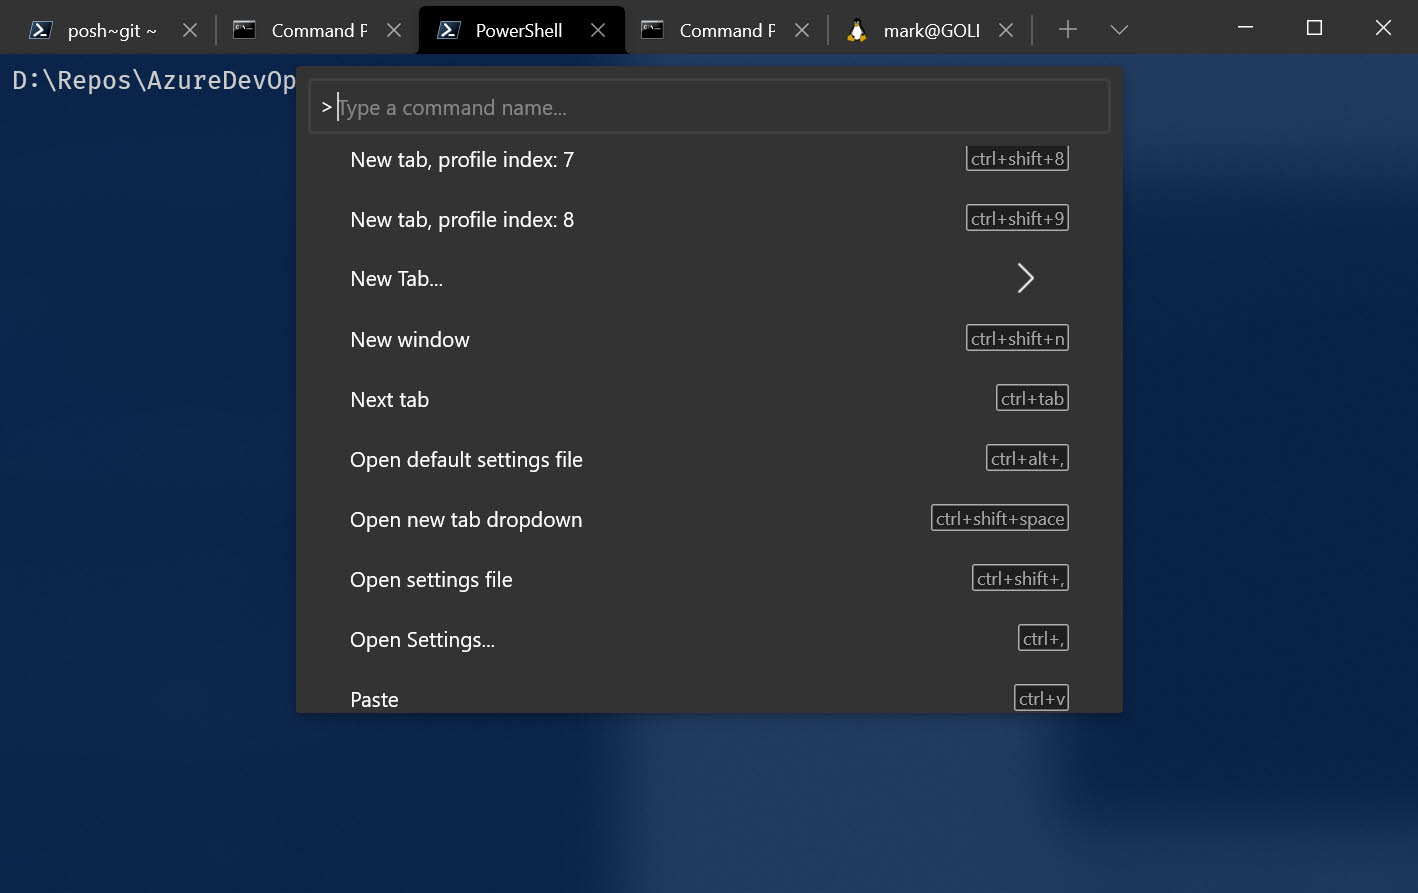 posh~git ~ Command P PowerShell Command P mark@GOLI
D:\Repos\AzureDevOp
> Type a command name...
New tab, profile index: 7 ctrl+shift+8
New tab, profile index: 8 ctrl+shift+9
New Tab...
New window ctrl+shift+n
Next tab ctrl+tab
Open default settings file ctrl+alt+,
Open new tab dropdown ctrl+shift+space
Open settings file ctrl+shift+,
Open Settings... ctrl+,
Paste ctrl+v